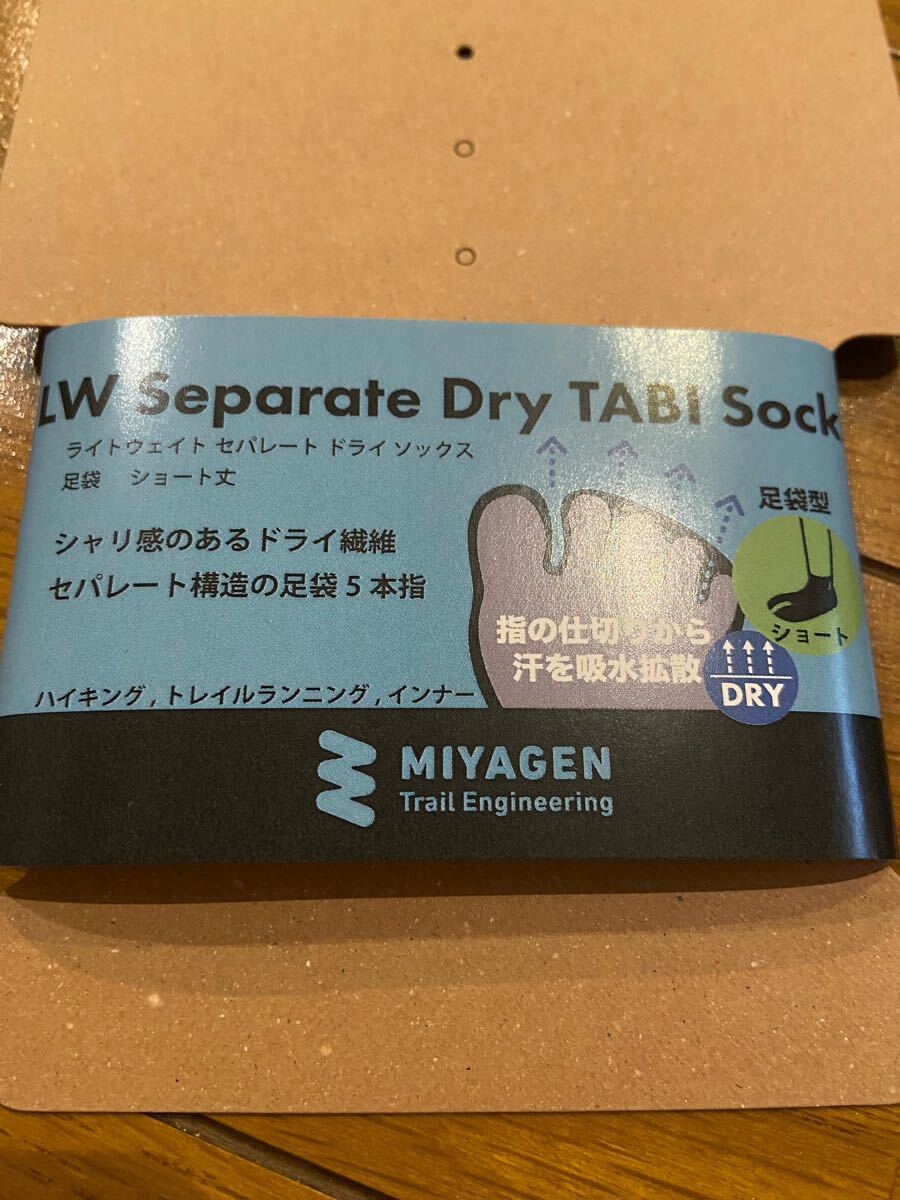 LW Separate Dry TABI Sock
ライトウェイト セパレート ドライ ソックス
足袋 ショート丈
シャリ感のあるドライ繊維
セパレート構造の足袋5本指
足袋型
ショート
指の仕切りから
汗を吸水拡散
DRY
ハイキング,トレイルランニング,インナー
MIYAGEN
Trail Engineering